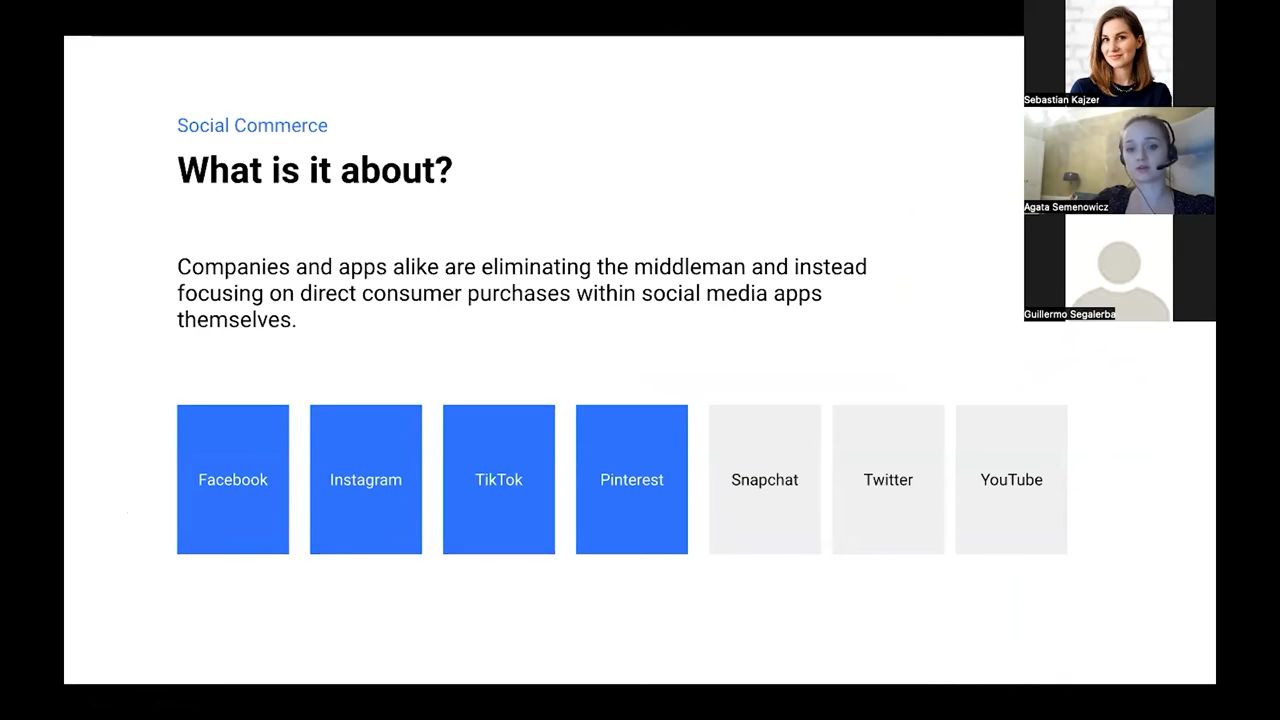 Social Commerce
What is it about?
Companies and apps alike are eliminating the middleman and instead
focusing on direct consumer purchases within social media apps
themselves.
Facebook
Instagram
TikTok
Pinterest
Snapchat
Twitter
YouTube
Sebastian Kajzer
Agata Semenowicz
Guillermo Segalerba